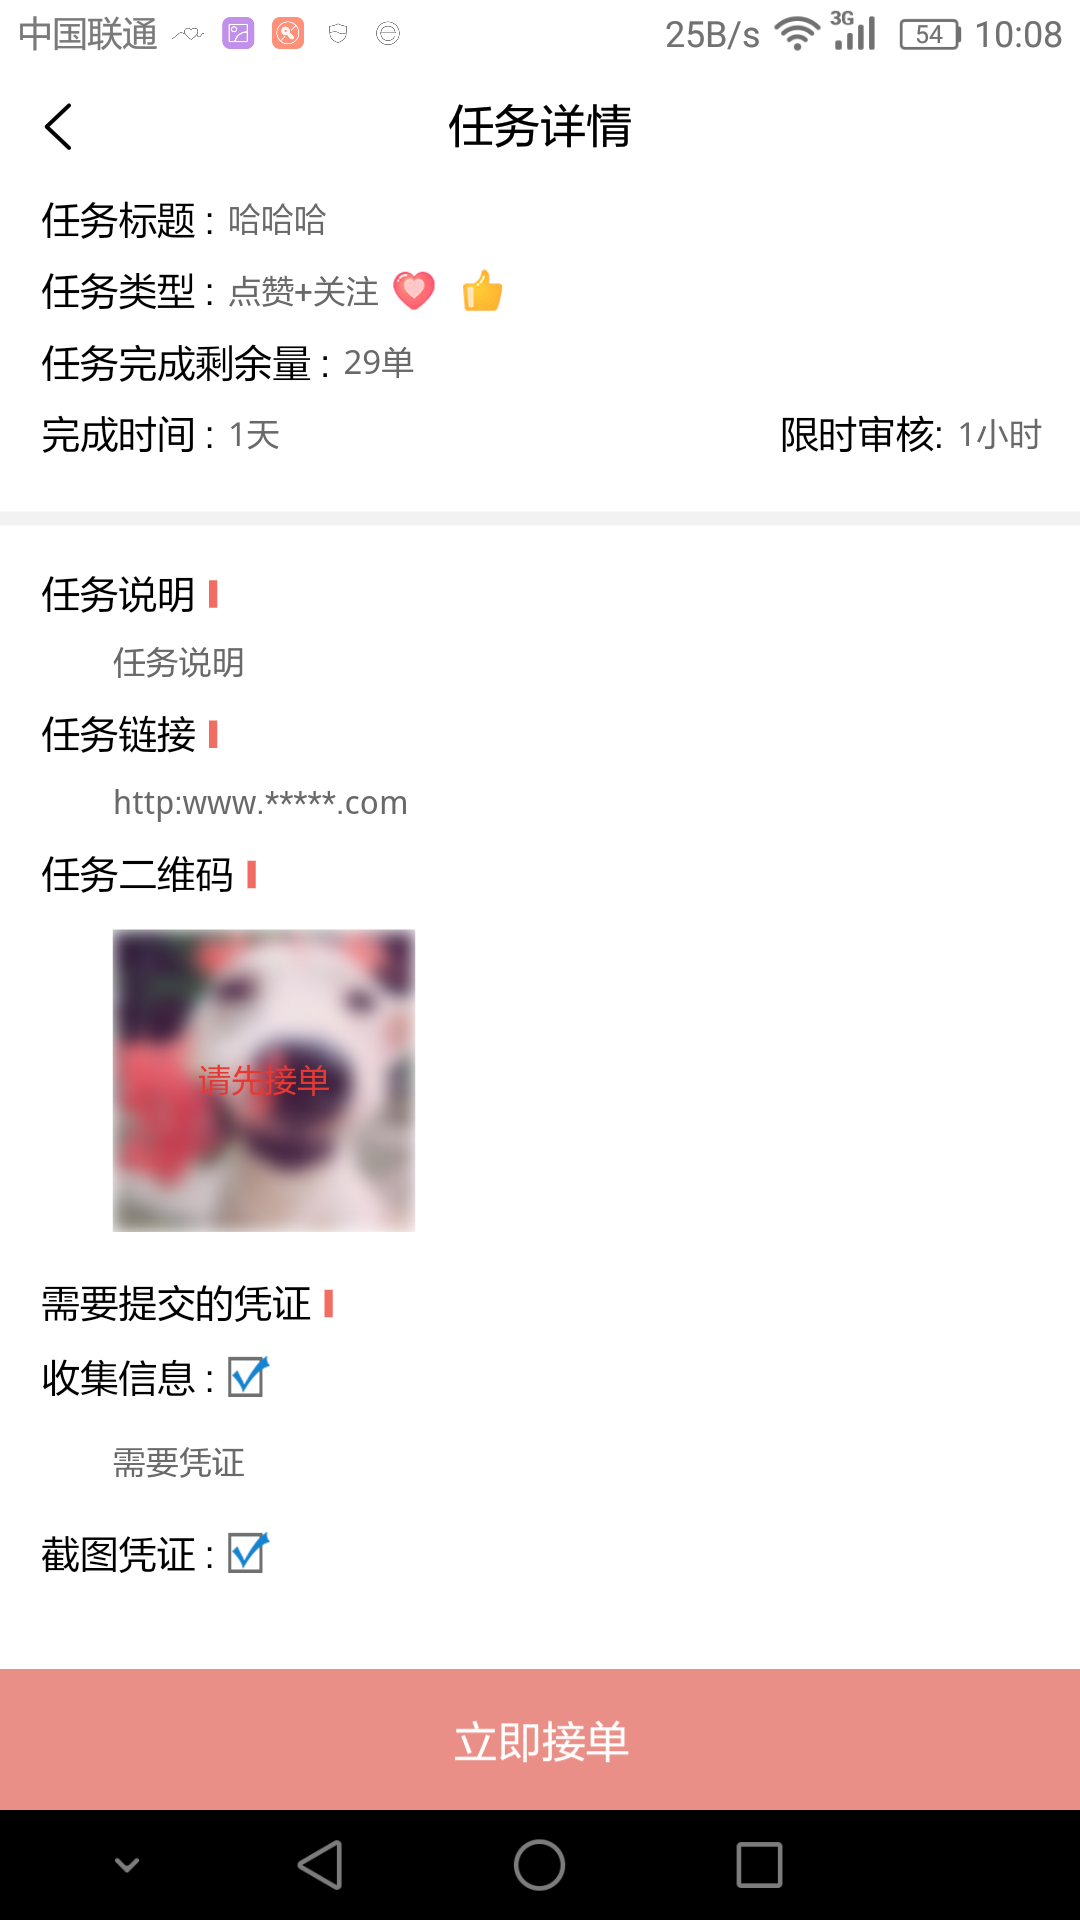 中国联通 25B/s 3G 54 10:08
任务详情
任务标题 : 哈哈哈
任务类型 : 点赞+关注
任务完成剩余量 : 29单
完成时间 : 1天 限时审核: 1小时
任务说明
任务说明
任务链接
http:www.*****.com
任务二维码
请先接单
需要提交的凭证
收集信息 :
需要凭证
截图凭证 :
立即接单